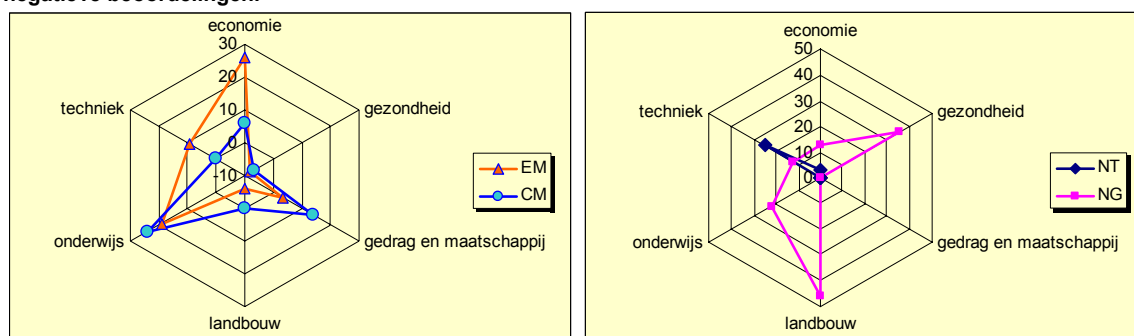 negatieve beoordelingen.
economie
30
20
10
0
-10
techniek
gezondheid
onderwijs
gedrag en maatschappij
landbouw
EM
CM
economie
50
40
30
20
10
0
techniek
gezondheid
onderwijs
gedrag en maatschappij
landbouw
NT
NG